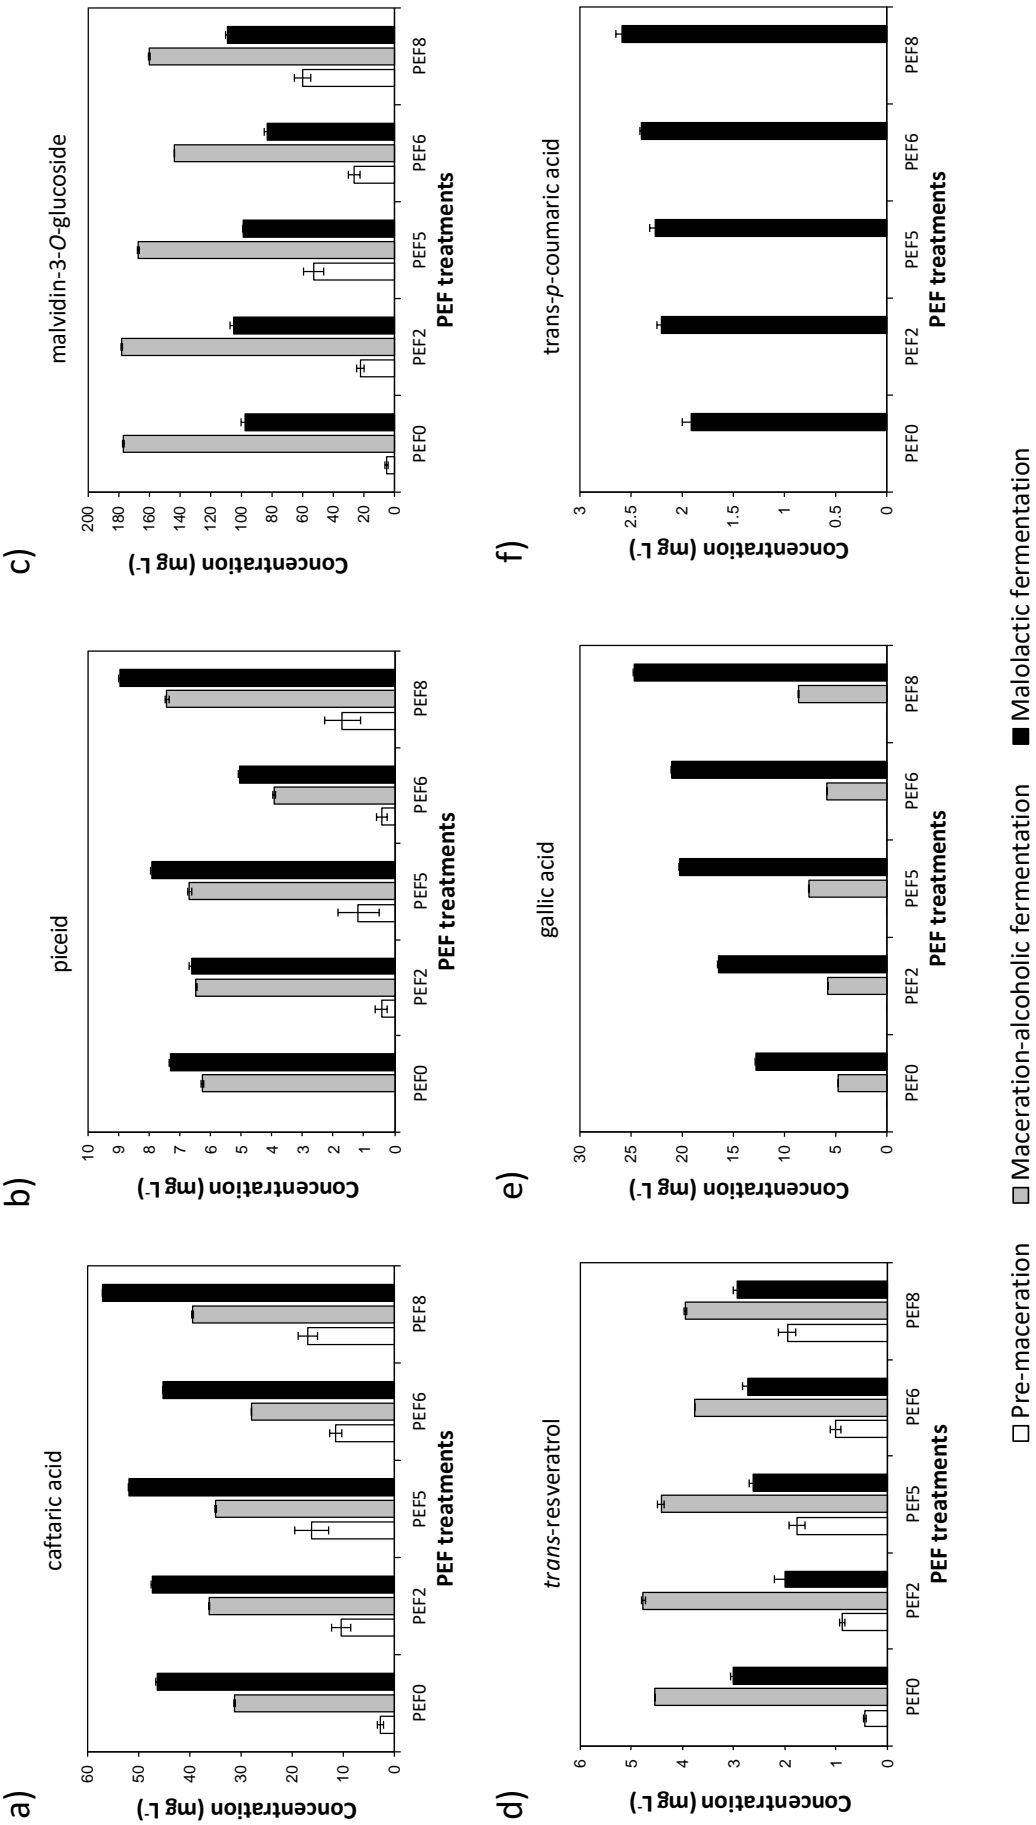 a)
caftaric acid
Concentration (mg L-)
60
50
40
30
20
10
0
PEF0 PEF2 PEF5 PEF6 PEF8
PEF treatments
b)
piceid
Concentration (mg L-)
10
9
8
7
6
5
4
3
2
1
0
PEF0 PEF2 PEF5 PEF6 PEF8
PEF treatments
c)
malvidin-3-O-glucoside
Concentration (mg L-)
200
180
160
140
120
100
80
60
40
20
0
PEF0 PEF2 PEF5 PEF6 PEF8
PEF treatments
d)
trans-resveratrol
Concentration (mg L-)
6
5
4
3
2
1
0
PEF0 PEF2 PEF5 PEF6 PEF8
PEF treatments
e)
gallic acid
Concentration (mg L-)
30
25
20
15
10
5
0
PEF0 PEF2 PEF5 PEF6 PEF8
PEF treatments
f)
trans-p-coumaric acid
Concentration (mg L-)
3
2.5
2
1.5
1
0.5
0
PEF0 PEF2 PEF5 PEF6 PEF8
PEF treatments
Pre-maceration Maceration-alcoholic fermentation Malolactic fermentation